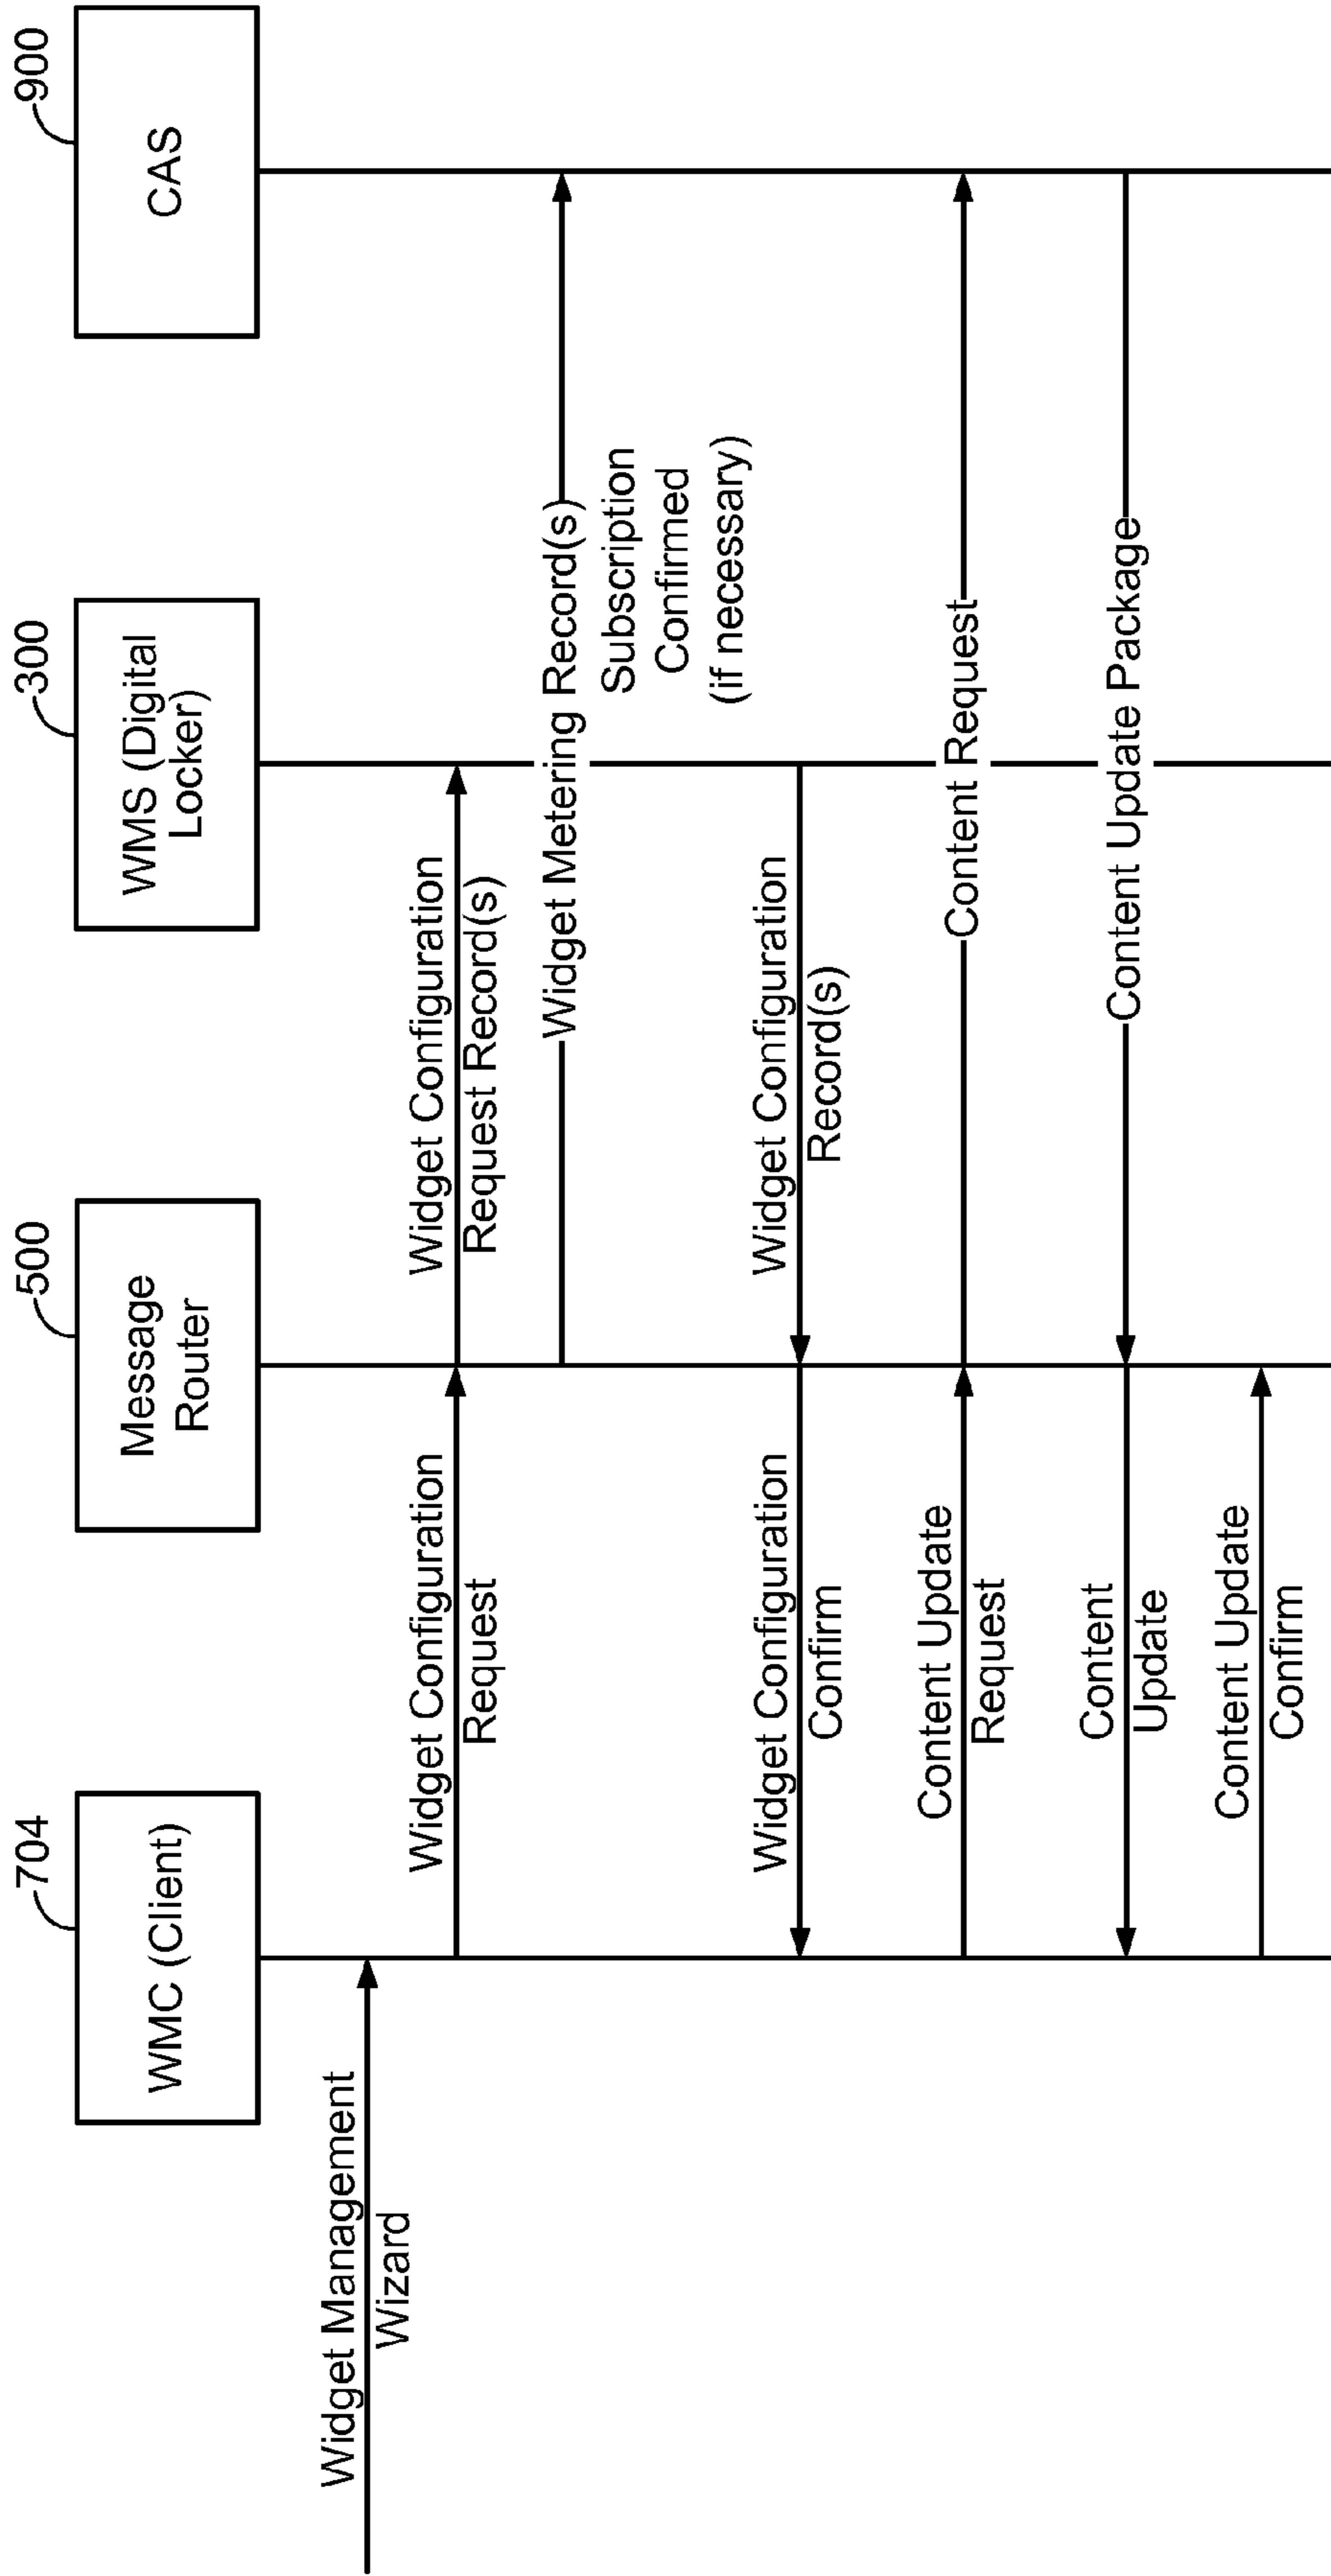 704
WMC (Client)
500
Message
Router
300
WMS (Digital
Locker)
900
CAS
Widget Management
Wizard
Widget Configuration
Request
Widget Configuration
Request Record(s)
Widget Metering Record(s)
Subscription
Confirmed
(if necessary)
Widget Configuration
Confirm
Widget Configuration
Record(s)
Content Update
Request
Content Request
Content
Update
Content Update Package
Content Update
Confirm